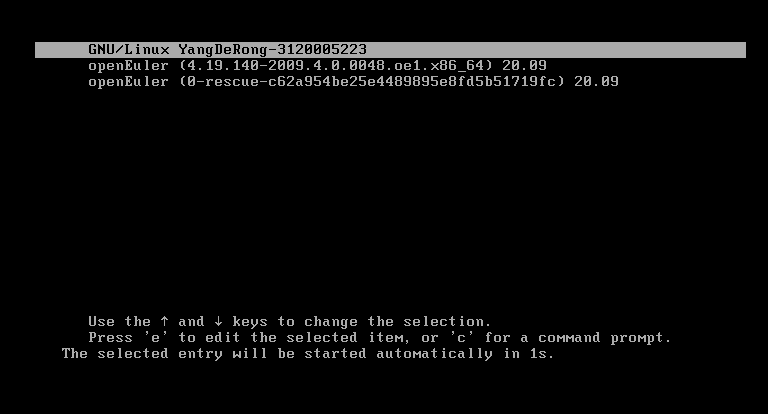 GNU/Linux YangDeRong-3120005223
openEuler (4.19.140-2009.4.0.0048.oe1.x86_64) 20.09
openEuler (0-rescue-c62a954be25e4489895e8fd5b51719fc) 20.09
Use the ↑ and ↓ keys to change the selection.
Press 'e' to edit the selected item, or 'c' for a command prompt.
The selected entry will be started automatically in 1s.